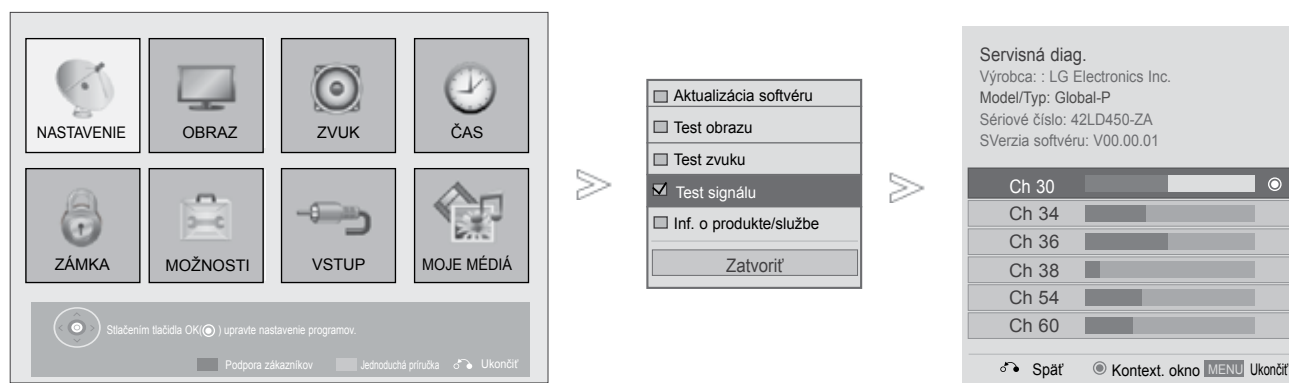 NASTAVENIE OBRAZ ZVUK ČAS
ZÁMKA MOŽNOSTI VSTUP MOJE MÉDIÁ
Stlačením tlačidla OK( ) upravte nastavenie programov.
Podpora zákazníkov Jednoduchá príručka Ukončiť
Aktualizácia softvéru
Test obrazu
Test zvuku
Test signálu
Inf. o produkte/službe
Zatvoriť
Servisná diag.
Výrobca: : LG Electronics Inc.
Model/Typ: Global-P
Sériové číslo: 42LD450-ZA
SVerzia softvéru: V00.00.01
Ch 30
Ch 34
Ch 36
Ch 38
Ch 54
Ch 60
Späť Kontext. okno MENU Ukončiť